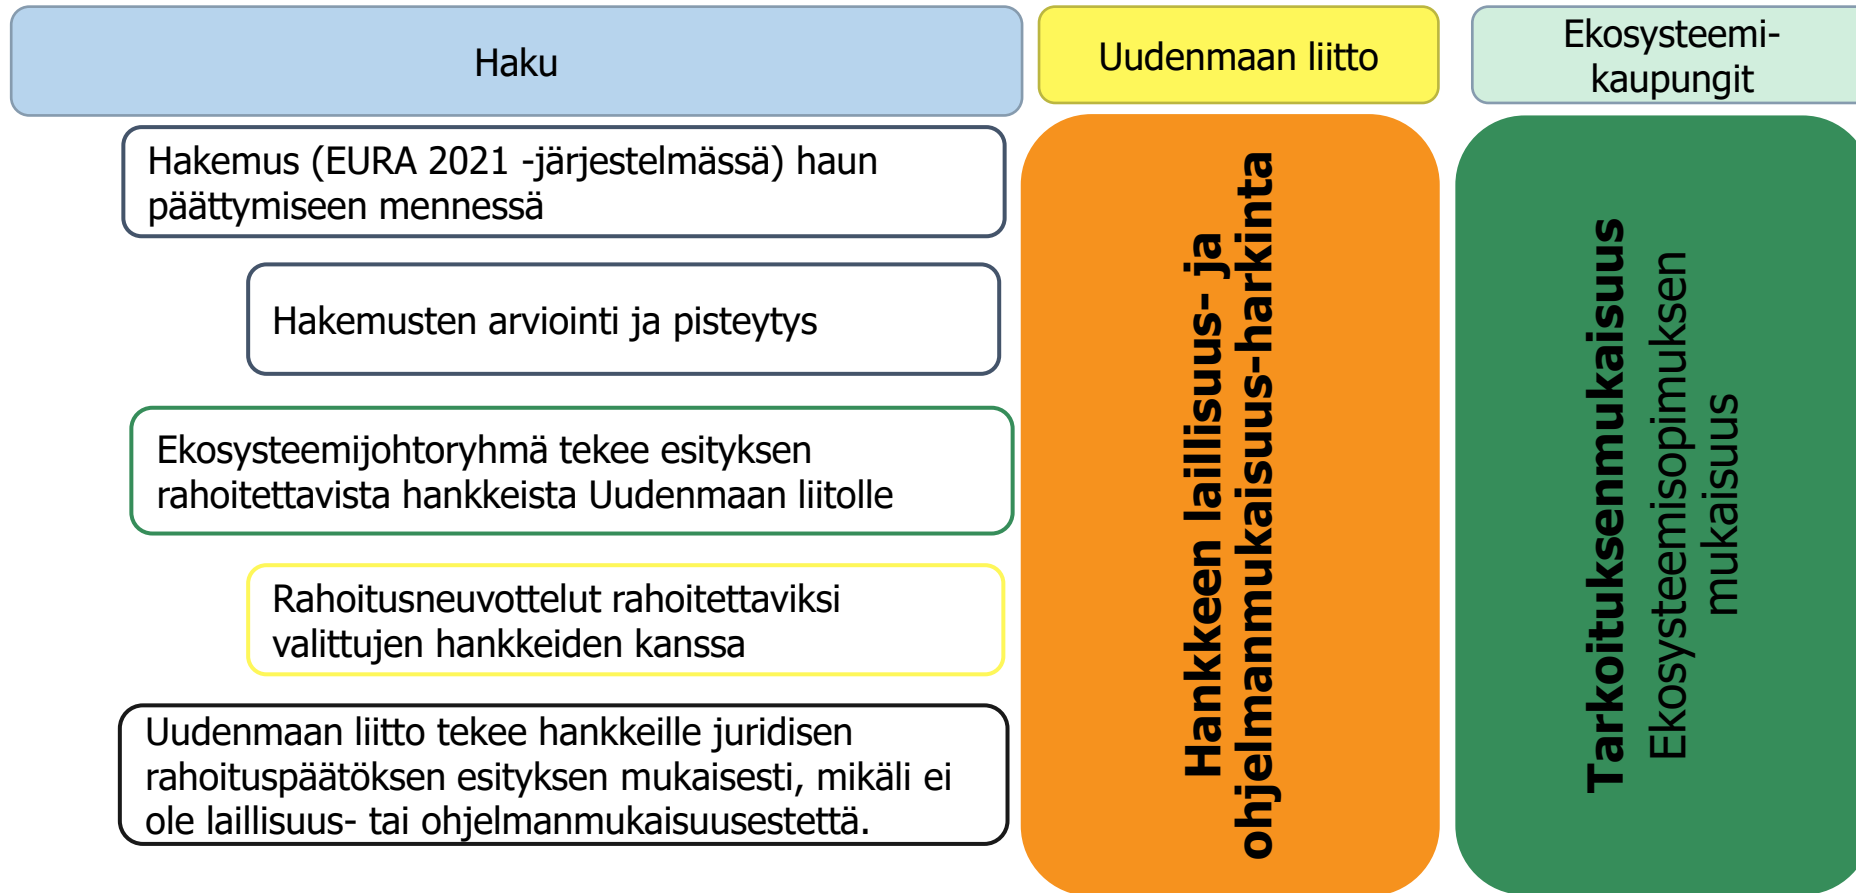 Haku
Uudenmaan liitto
Ekosysteemi-
kaupungit
Hakemus (EURA 2021 -järjestelmässä) haun
päättymiseen mennessä
Hakemusten arviointi ja pisteytys
Ekosysteemijohtoryhmä tekee esityksen
rahoitettavista hankkeista Uudenmaan liitolle
Rahoitusneuvottelut rahoitettaviksi
valittujen hankkeiden kanssa
Uudenmaan liitto tekee hankkeille juridisen
rahoituspäätöksen esityksen mukaisesti, mikäli ei
ole laillisuus- tai ohjelmanmukaisuusestettä.
Hankkeen laillisuus- ja
ohjelmanmukaisuus-harkinta
Tarkoituksenmukaisuus
Ekosysteemisopimuksen
mukaisuus